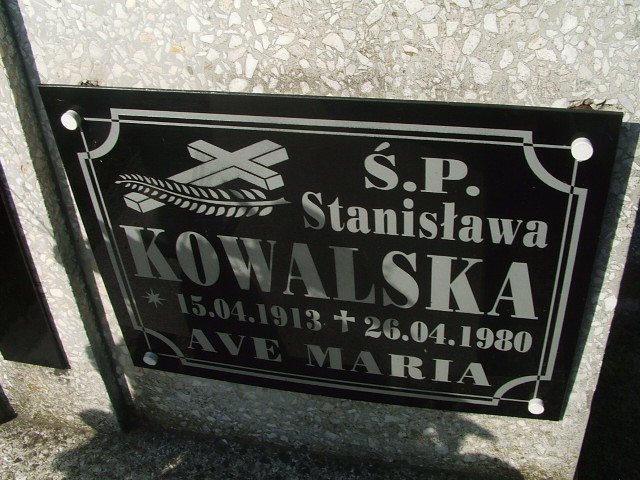 Ś.P.
Stanisława
KOWALSKA
* 15.04.1913 ✝ 26.04.1980
AVE MARIA